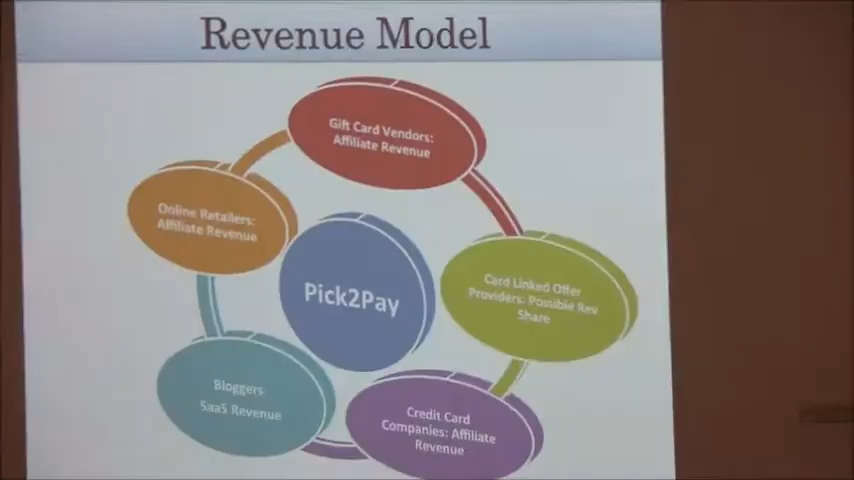 Revenue Model
Gift Card Vendors:
Affiliate Revenue
Online Retailers:
Affiliate Revenue
Pick2Pay
Card Linked Offer
Providers: Possible Rev
Share
Bloggers:
SaaS Revenue
Credit Card
Companies: Affiliate
Revenue